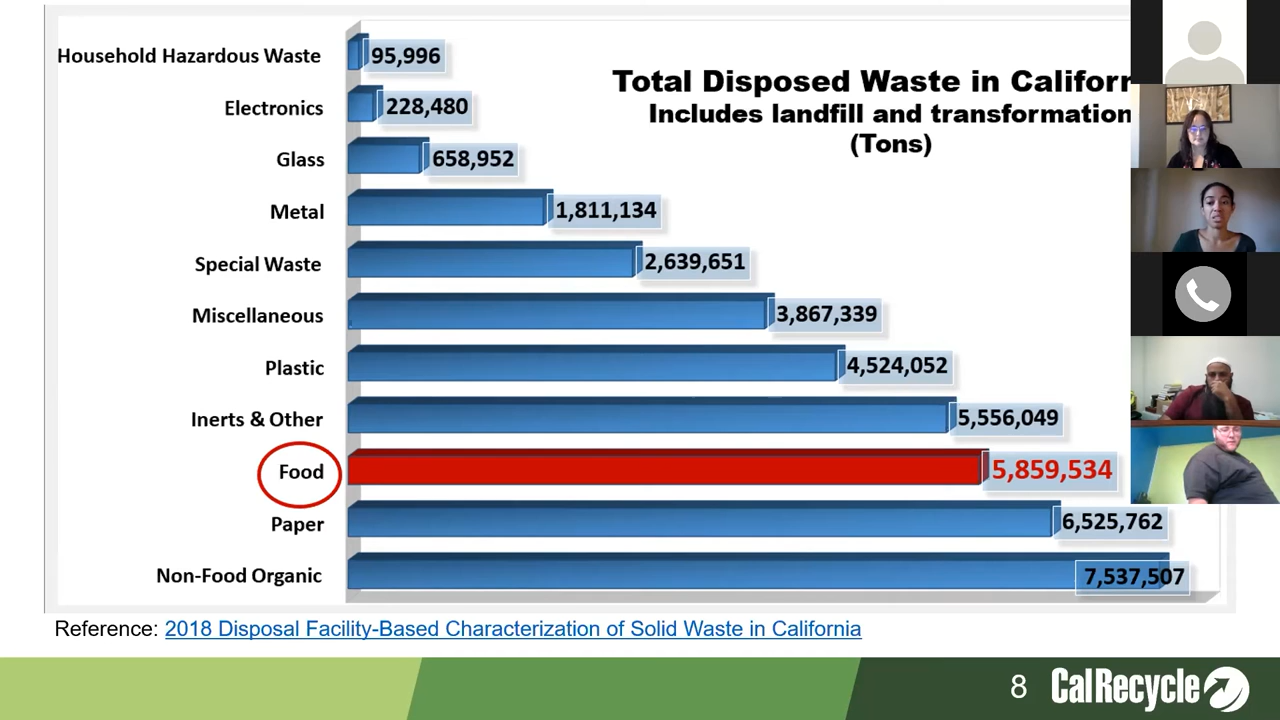 Total Disposed Waste in Californ
Includes landfill and transformation
(Tons)
Household Hazardous Waste 95,996
Electronics 228,480
Glass 658,952
Metal 1,811,134
Special Waste 2,639,651
Miscellaneous 3,867,339
Plastic 4,524,052
Inerts & Other 5,556,049
Food 5,859,534
Paper 6,525,762
Non-Food Organic 7,537,507
Reference: 2018 Disposal Facility-Based Characterization of Solid Waste in California
8 CalRecycle